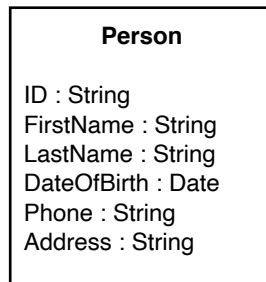 Person
ID : String
FirstName : String
LastName : String
DateOfBirth : Date
Phone : String
Address : String